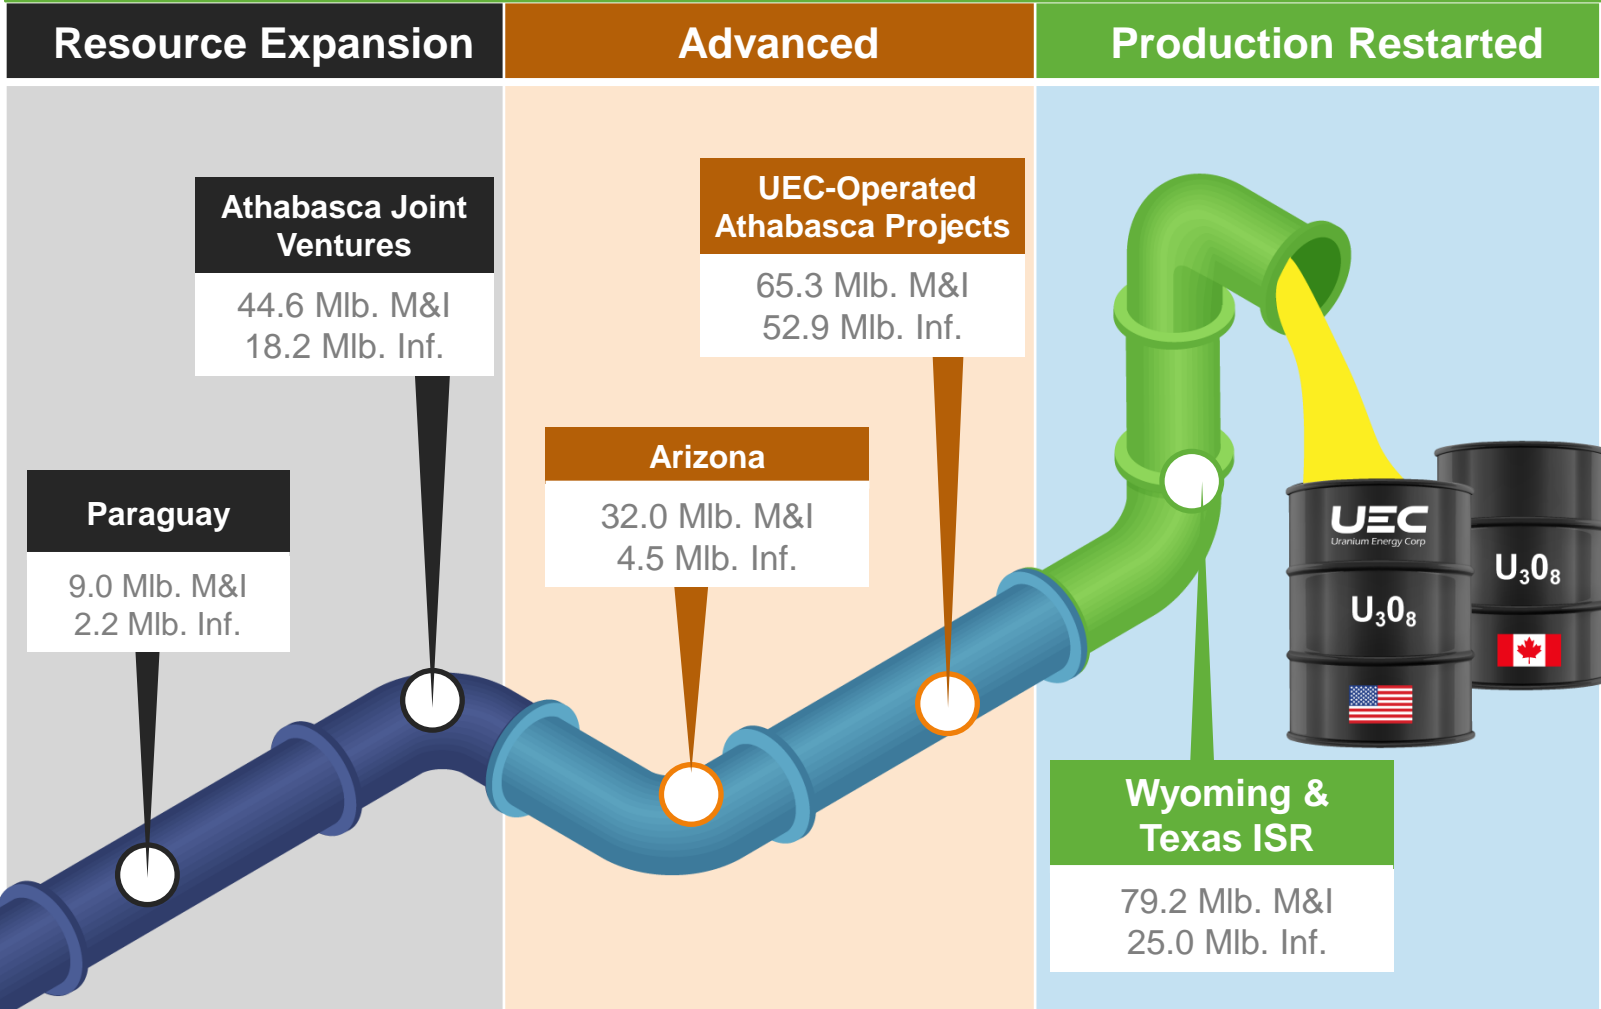 Resource Expansion
Advanced
Production Restarted
Athabasca Joint
Ventures
44.6 Mlb. M&I
18.2 Mlb. Inf.
Paraguay
9.0 Mlb. M&I
2.2 Mlb. Inf.
UEC-Operated
Athabasca Projects
65.3 Mlb. M&I
52.9 Mlb. Inf.
Arizona
32.0 Mlb. M&I
4.5 Mlb. Inf.
UEC
Uranium Energy Corp
U₃0₈
U₃0₈
Wyoming &
Texas ISR
79.2 Mlb. M&I
25.0 Mlb. Inf.